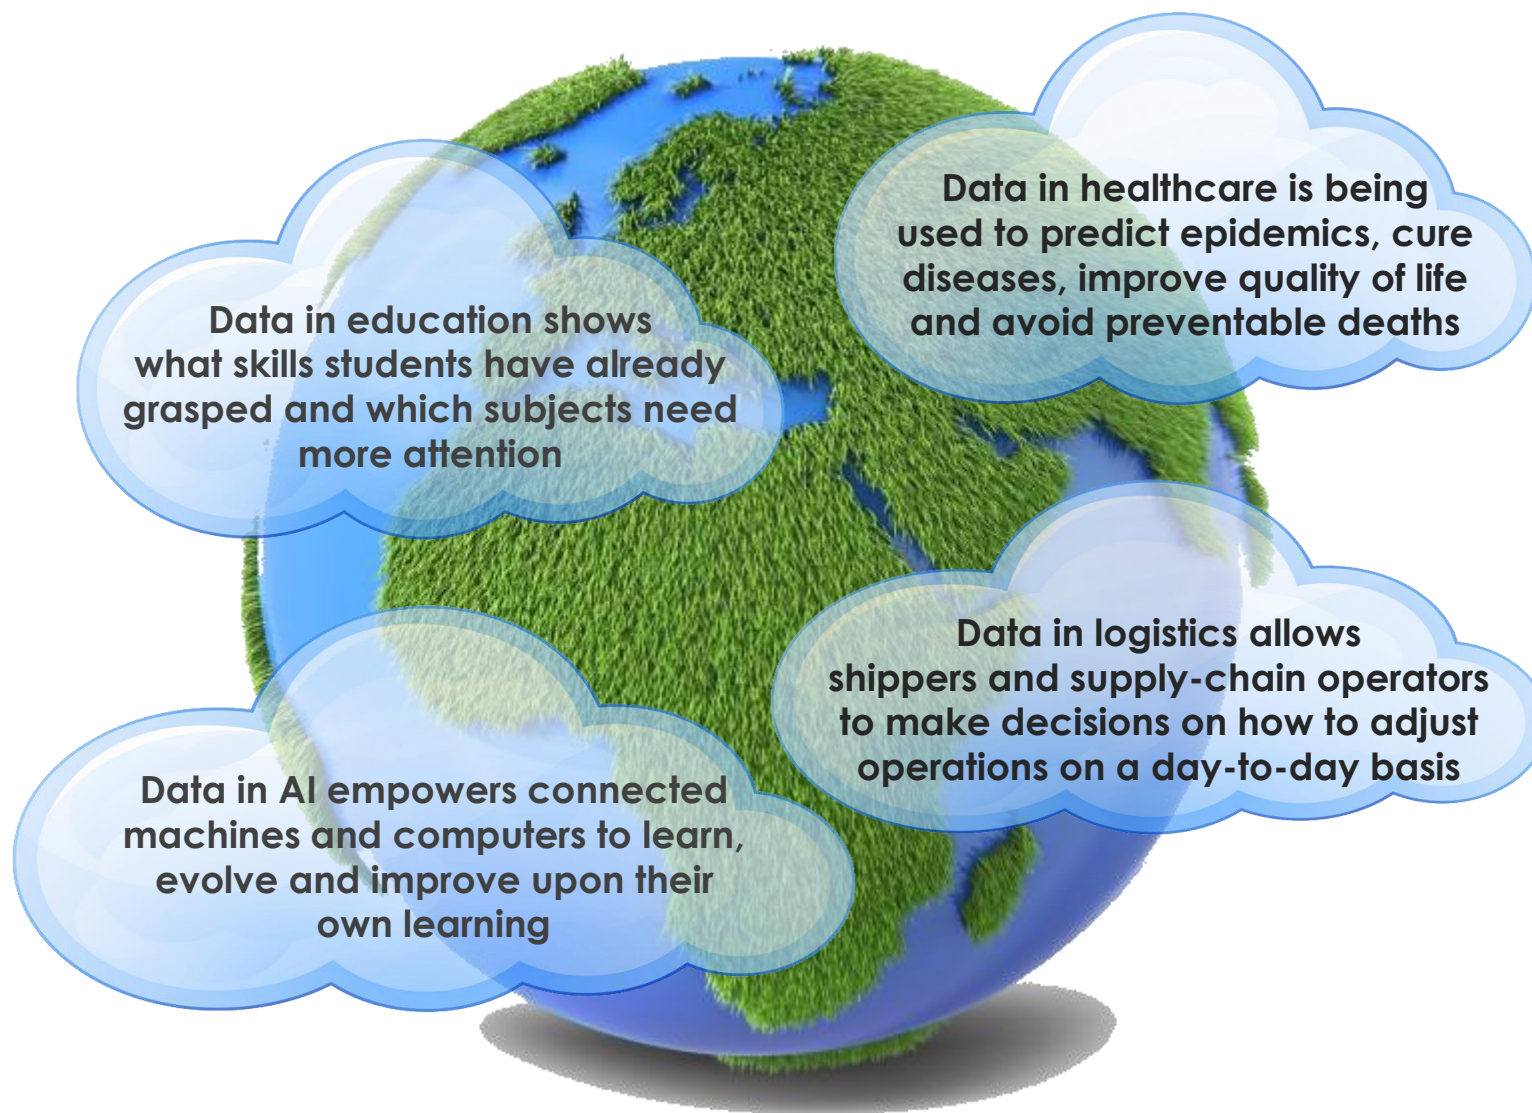 Data in education shows
what skills students have already
grasped and which subjects need
more attention
Data in healthcare is being
used to predict epidemics, cure
diseases, improve quality of life
and avoid preventable deaths
Data in AI empowers connected
machines and computers to learn,
evolve and improve upon their
own learning
Data in logistics allows
shippers and supply-chain operators
to make decisions on how to adjust
operations on a day-to-day basis